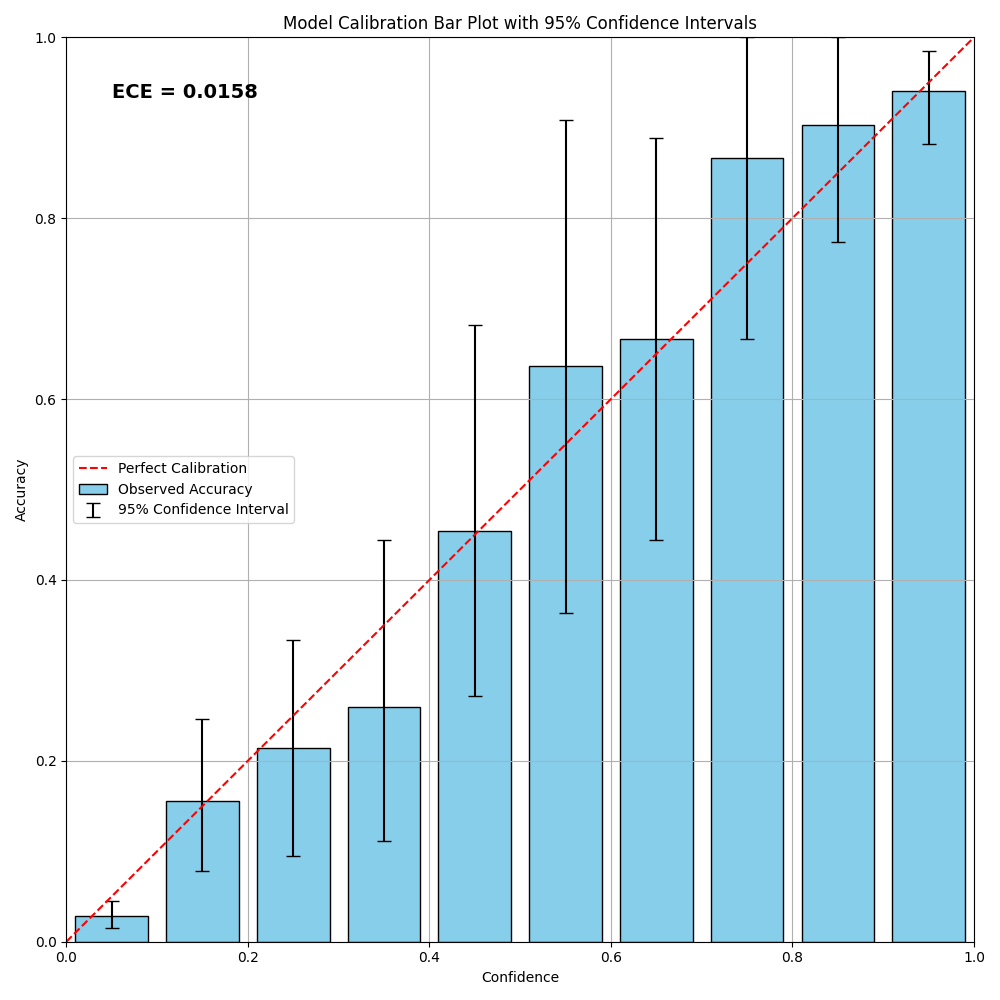 Model Calibration Bar Plot with 95% Confidence Intervals
1.0
ECE = 0.0158
0.8
0.6
Perfect Calibration
Observed Accuracy
95% Confidence Interval
Accuracy
0.4
0.2
0.0
0.0 0.2 0.4 0.6 0.8 1.0
Confidence